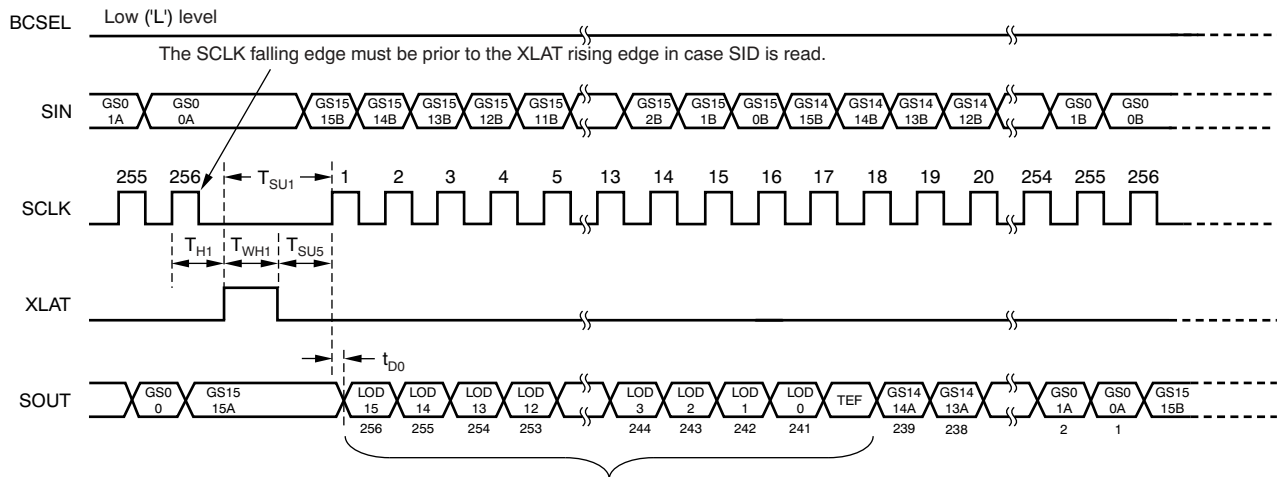 BCSEL Low ('L') level
The SCLK falling edge must be prior to the XLAT rising edge in case SID is read.
SIN GS0 1A GS0 0A GS15 15B GS15 14B GS15 13B GS15 12B GS15 11B GS15 2B GS15 1B GS15 0B GS14 15B GS14 14B GS14 13B GS14 12B GS0 1B GS0 0B
255 256 TSU1 1 2 3 4 5 13 14 15 16 17 18 19 20 254 255 256
SCLK
TH1 TWH1 TSU5
XLAT
tD0
SOUT GS0 0 GS15 15A LOD 15 LOD 14 LOD 13 LOD 12 LOD 3 LOD 2 LOD 1 LOD 0 TEF GS14 14A GS14 13A GS0 1A GS0 0A GS15 15B
256 255 254 253 244 243 242 241 239 238 2 1